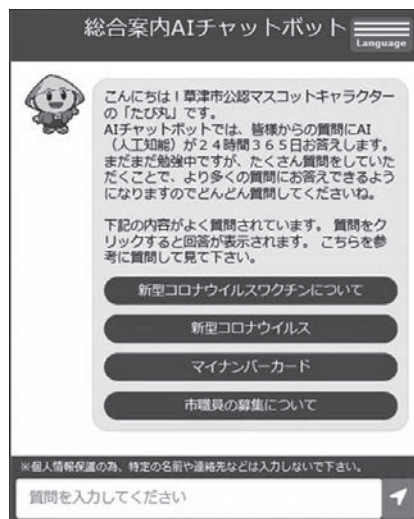 総合案内AIチャットボット
Language
こんにちは！草津市公認マスコットキャラクター
の「たび丸」です。
AIチャットボットでは、皆様からの質問にAI
（人工知能）が２４時間３６５日お答えします。
まだまだ勉強中ですが、たくさん質問をしていた
だくことで、より多くの質問にお答えできるよう
になりますのでどんどん質問してくださいね。
下記の内容がよく質問されています。 質問をク
リックすると回答が表示されます。 こちらを参
考に質問して見て下さい。
新型コロナウイルスワクチンについて
新型コロナウイルス
マイナンバーカード
市職員の募集について
※個人情報保護の為、特定の名前や連絡先などは入力しないで下さい。
質問を入力してください